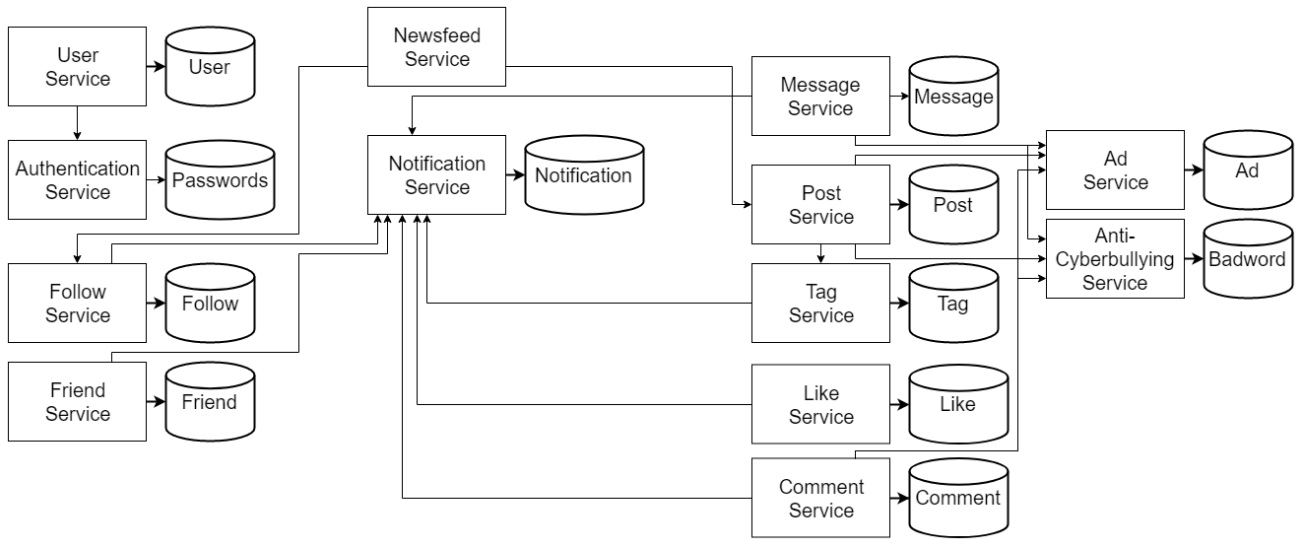 User
Service
User
Authentication
Service
Passwords
Follow
Service
Follow
Friend
Service
Friend
Newsfeed
Service
Notification
Service
Notification
Message
Service
Message
Post
Service
Post
Tag
Service
Tag
Like
Service
Like
Comment
Service
Comment
Ad
Service
Ad
Anti-
Cyberbullying
Service
Badword